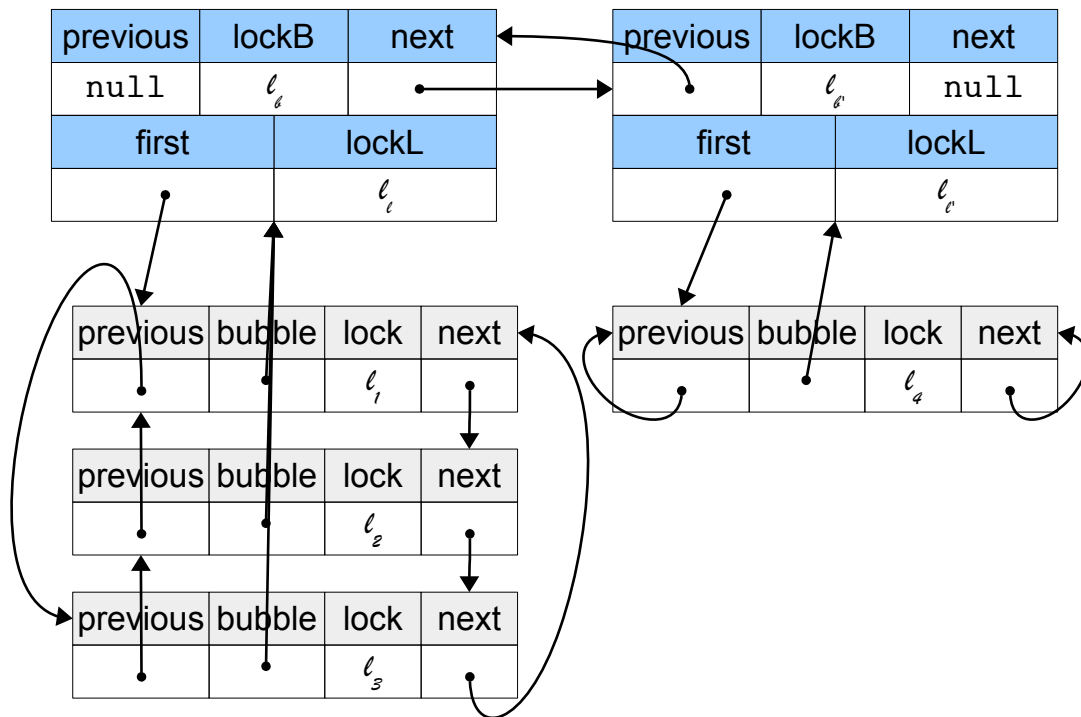 previous lockB next previous lockB next
null ℓ_b ℓ_b' null
first lockL first lockL
ℓ_ℓ ℓ_ℓ'
previous bubble lock next previous bubble lock next
ℓ_1 ℓ_4
previous bubble lock next
ℓ_2
previous bubble lock next
ℓ_3